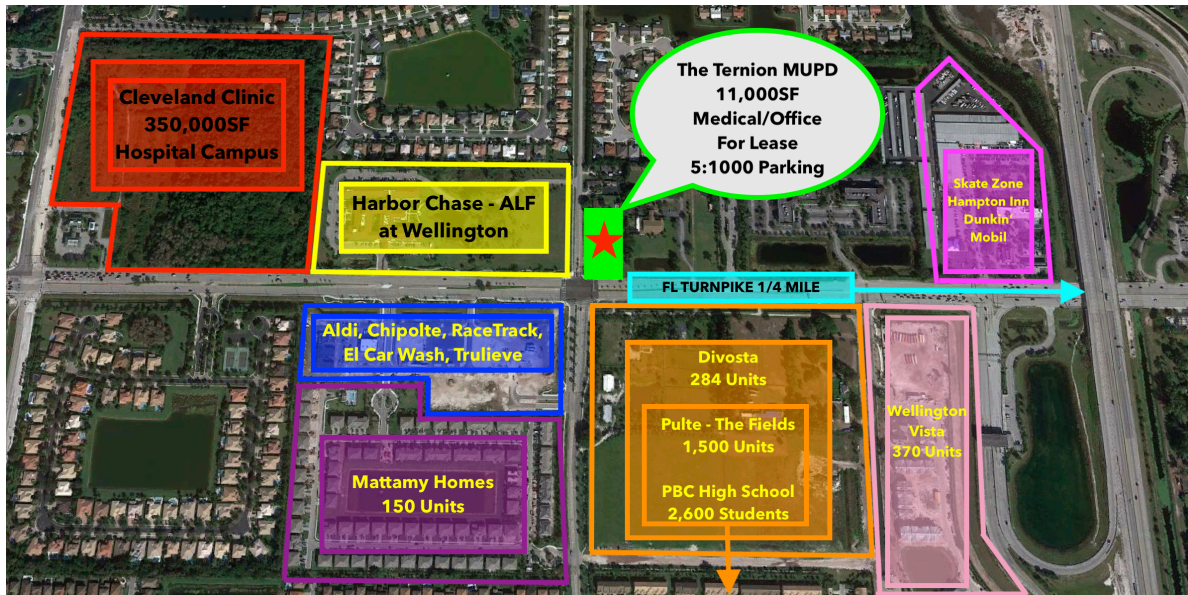 Cleveland Clinic
350,000SF
Hospital Campus
Harbor Chase - ALF
at Wellington
The Ternion MUPD
11,000SF
Medical/Office
For Lease
5:1000 Parking
Skate Zone
Hampton Inn
Dunkin'
Mobil
FL TURNPIKE 1/4 MILE
Aldi, Chipolte, RaceTrack,
El Car Wash, Trulieve
Mattamy Homes
150 Units
Divosta
284 Units
Pulte - The Fields
1,500 Units
PBC High School
2,600 Students
Wellington
Vista
370 Units